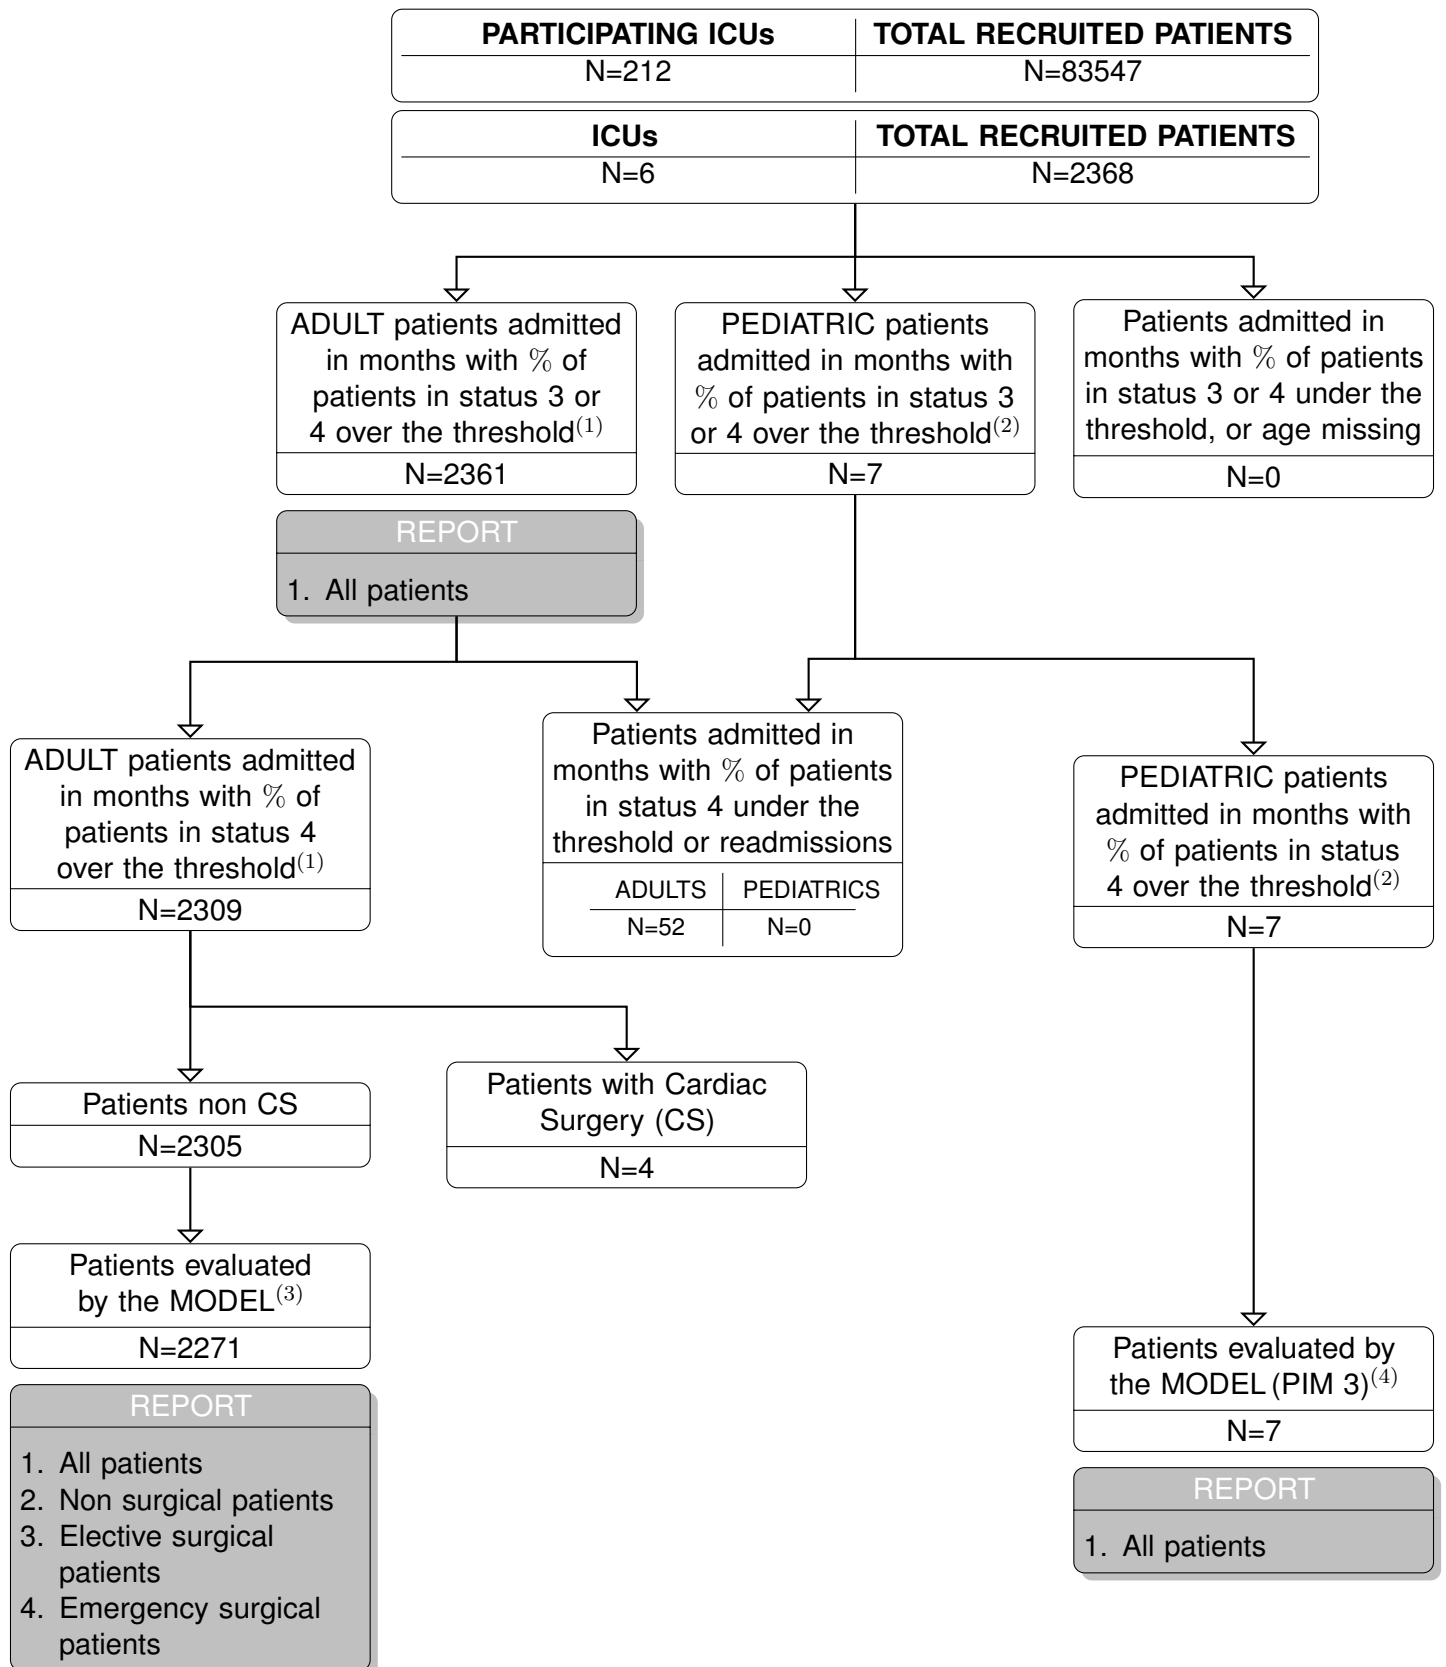 PARTICIPATING ICUs TOTAL RECRUITED PATIENTS
N=212 N=83547
ICUs TOTAL RECRUITED PATIENTS
N=6 N=2368
ADULT patients admitted
in months with % of
patients in status 3 or
4 over the threshold(1)
N=2361
PEDIATRIC patients
admitted in months with
% of patients in status 3
or 4 over the threshold(2)
N=7
Patients admitted in
months with % of patients
in status 3 or 4 under the
threshold, or age missing
N=0
REPORT
1. All patients
ADULT patients admitted
in months with % of
patients in status 4
over the threshold(1)
N=2309
Patients admitted in
months with % of patients
in status 4 under the
threshold or readmissions
ADULTS PEDIATRICS
N=52 N=0
PEDIATRIC patients
admitted in months with
% of patients in status
4 over the threshold(2)
N=7
Patients non CS
N=2305
Patients with Cardiac
Surgery (CS)
N=4
Patients evaluated
by the MODEL(3)
N=2271
Patients evaluated by
the MODEL (PIM 3)(4)
N=7
REPORT
1. All patients
2. Non surgical patients
3. Elective surgical
patients
4. Emergency surgical
patients
REPORT
1. All patients